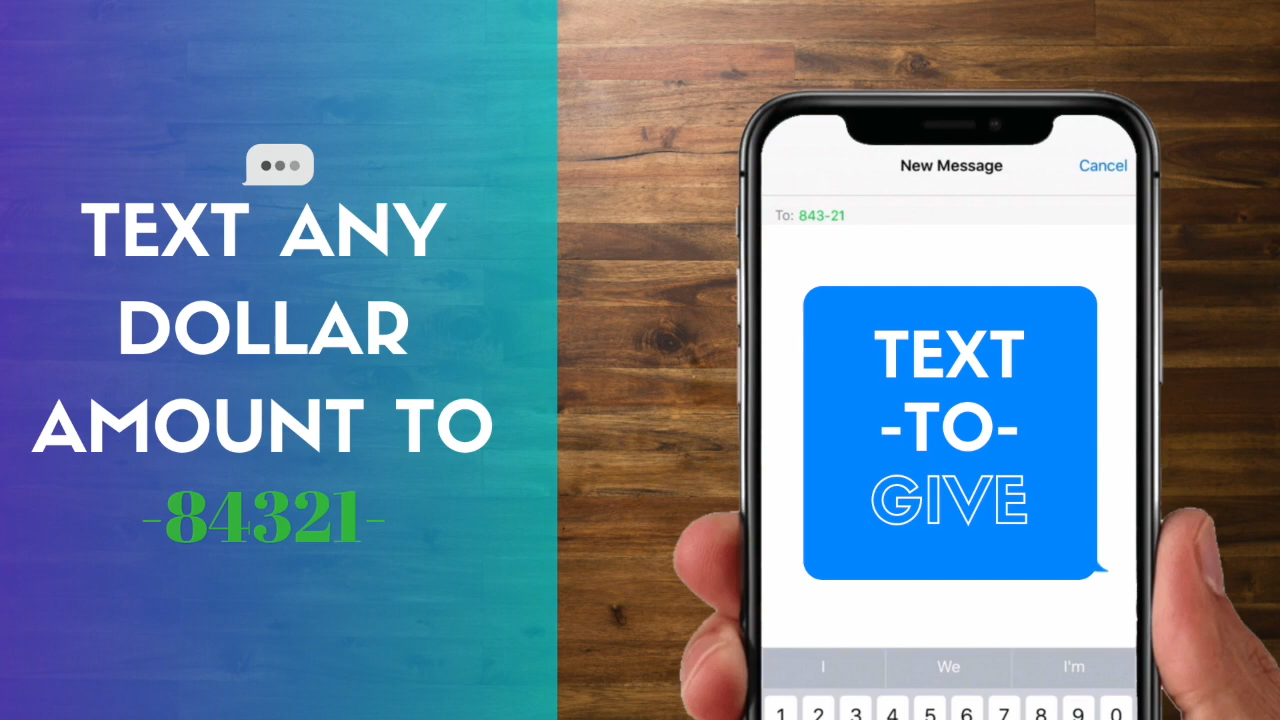 TEXT ANY
DOLLAR
AMOUNT TO
-84321-
New Message
Cancel
To: 843-21
TEXT
-TO-
GIVE
I
We
I'm
1 2 3 4 5 6 7 8 9 0